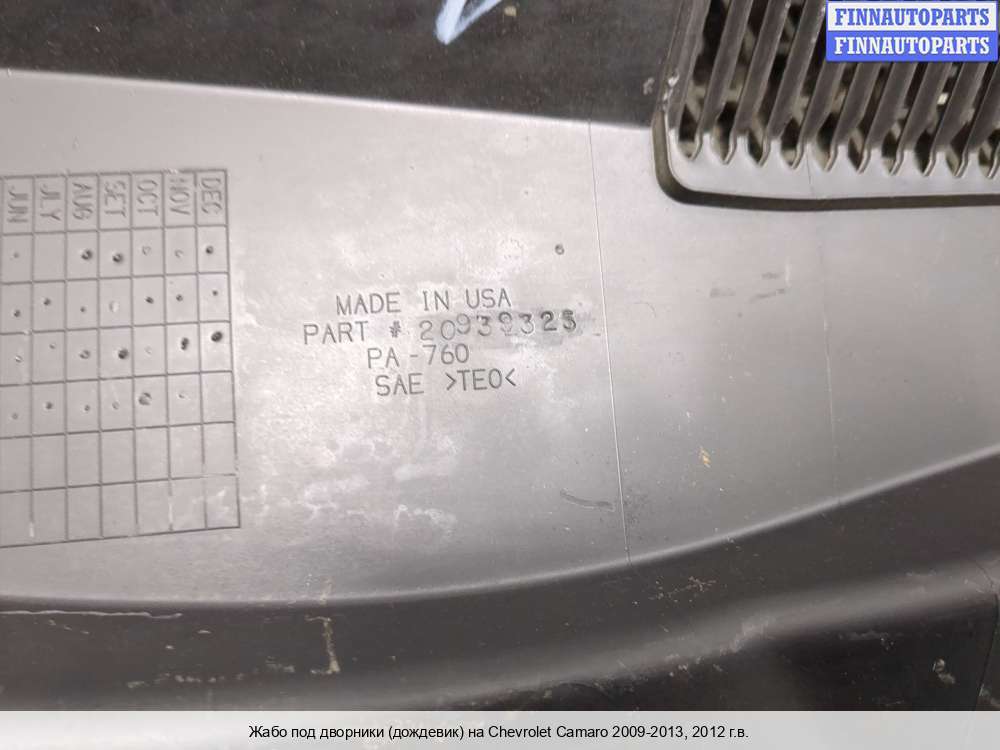 FINNAUTOPARTS
FINNAUTOPARTS
DEC
NOV
OCT
SET
AUG
JLY
JUN
MADE IN USA
PART # 20939325
PA-760
SAE >TEO<
Жабо под дворники (дождевик) на Chevrolet Camaro 2009-2013, 2012 г.в.